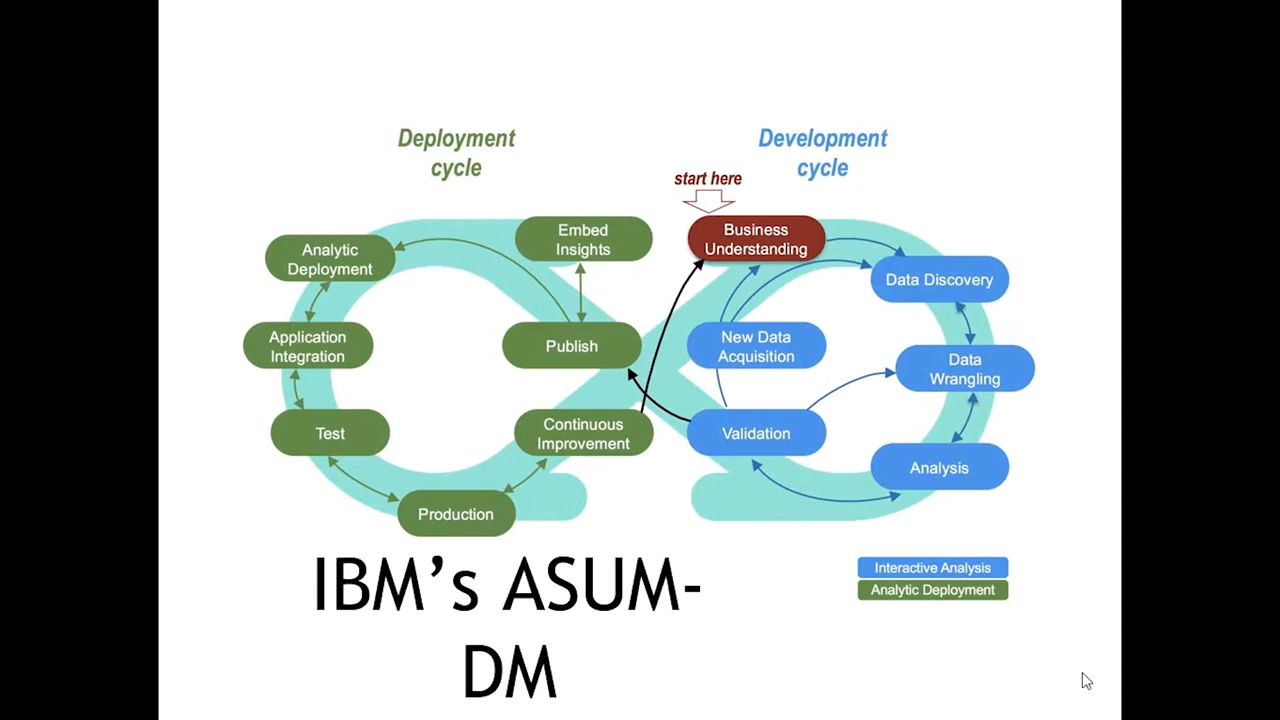 Deployment
cycle
Development
cycle
start here
Embed
Insights
Business
Understanding
Analytic
Deployment
Data Discovery
Application
Integration
Publish
New Data
Acquisition
Data
Wrangling
Test
Continuous
Improvement
Validation
Analysis
Production
IBM’s ASUM-
DM
Interactive Analysis
Analytic Deployment